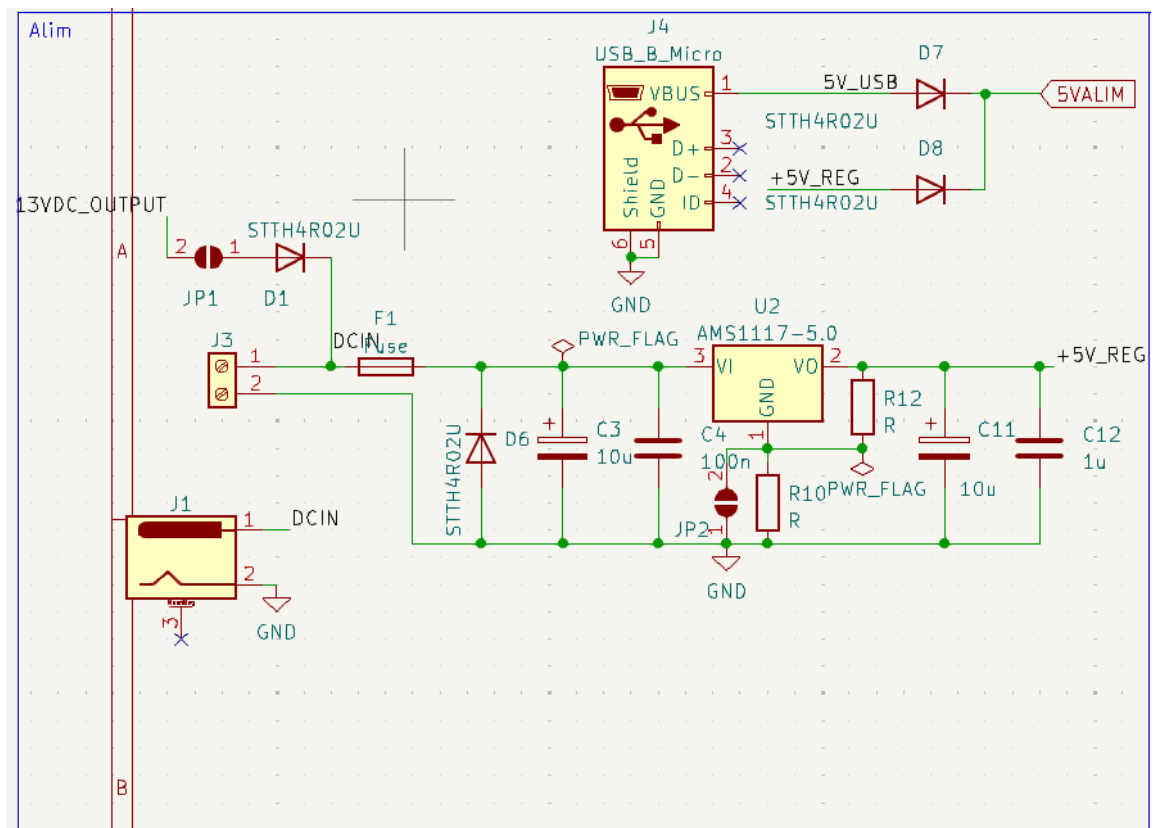 Alim
J4
USB_B_Micro
D7
VBUS
1
5V_USB
5VALIM
STTH4R02U
D+
3
D8
D-
2
+5V_REG
ID
4
STTH4R02U
Shield
GND
6
5
GND
13VDC_OUTPUT
STTH4R02U
A
2
1
JP1
D1
U2
AMS1117-5.0
F1
Fuse
DCIN
PWR_FLAG
J3
1
2
3
VI
VO
2
GND
1
+5V_REG
R12
R
STTH4R02U
D6
+
C3
10u
C4
100n
+
C11
10u
C12
1u
PWR_FLAG
2
JP2
1
R10
R
GND
J1
1
DCIN
2
3
GND
B